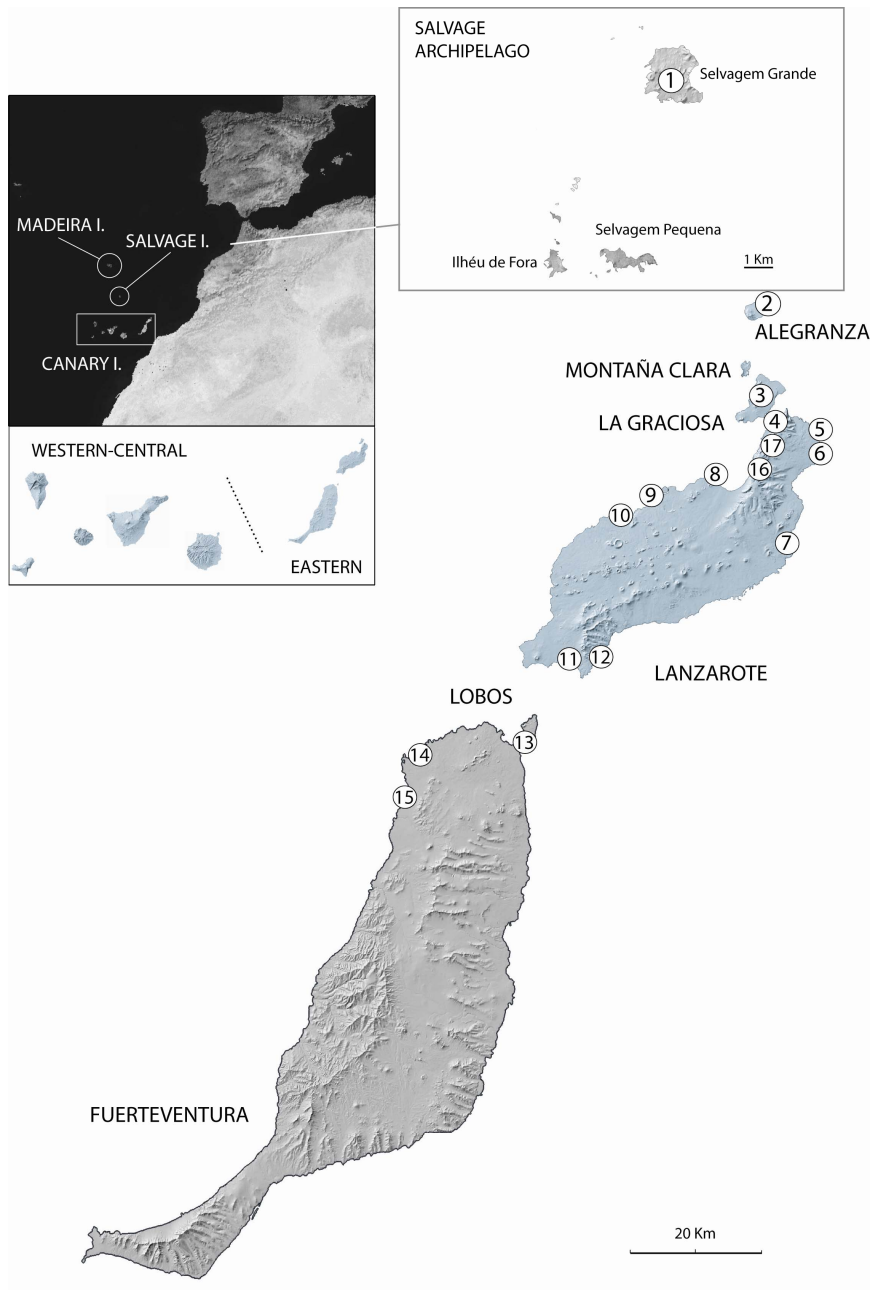 SALVAGE
ARCHIPELAGO
1
Selvagem Grande
Selvagem Pequena
Ilhéu de Fora
1 Km
MADEIRA I.
SALVAGE I.
CANARY I.
WESTERN-CENTRAL
EASTERN
2
ALEGRANZA
MONTAÑA CLARA
3
LA GRACIOSA
4
5
17
6
16
8
9
10
7
11
12
LANZAROTE
LOBOS
13
14
15
FUERTEVENTURA
20 Km